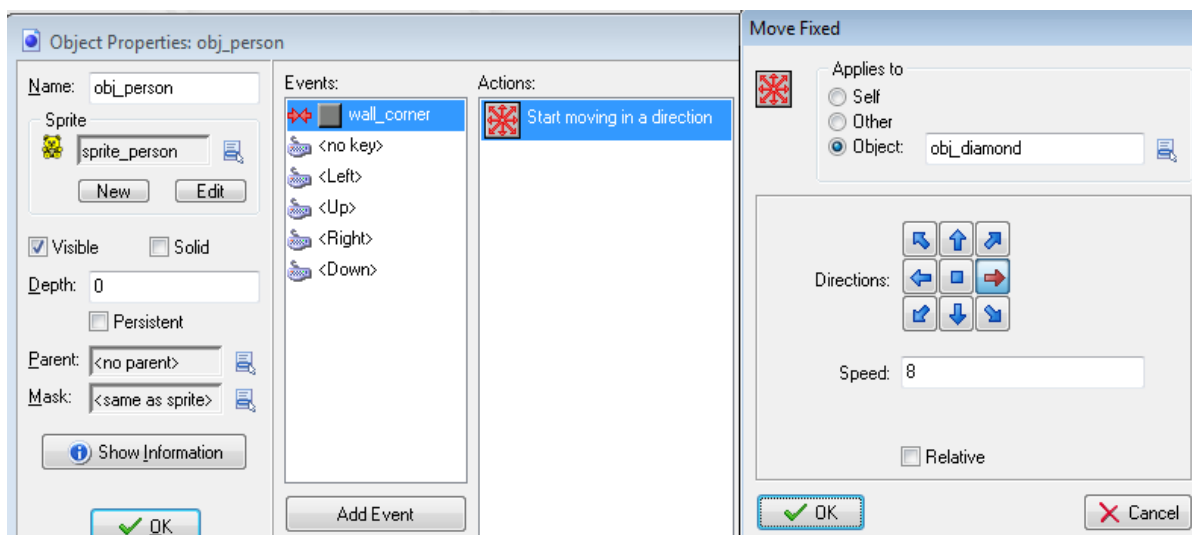 Object Properties: obj_person
Name: obj_person
Sprite
sprite_person
New Edit
Visible Solid
Depth: 0
Persistent
Parent: <no parent>
Mask: <same as sprite>
Show Information
OK
Events:
wall_corner
<no key>
<Left>
<Up>
<Right>
<Down>
Add Event
Actions:
Start moving in a direction
Move Fixed
Applies to
Self
Other
Object: obj_diamond
Directions:
Speed: 8
Relative
OK Cancel